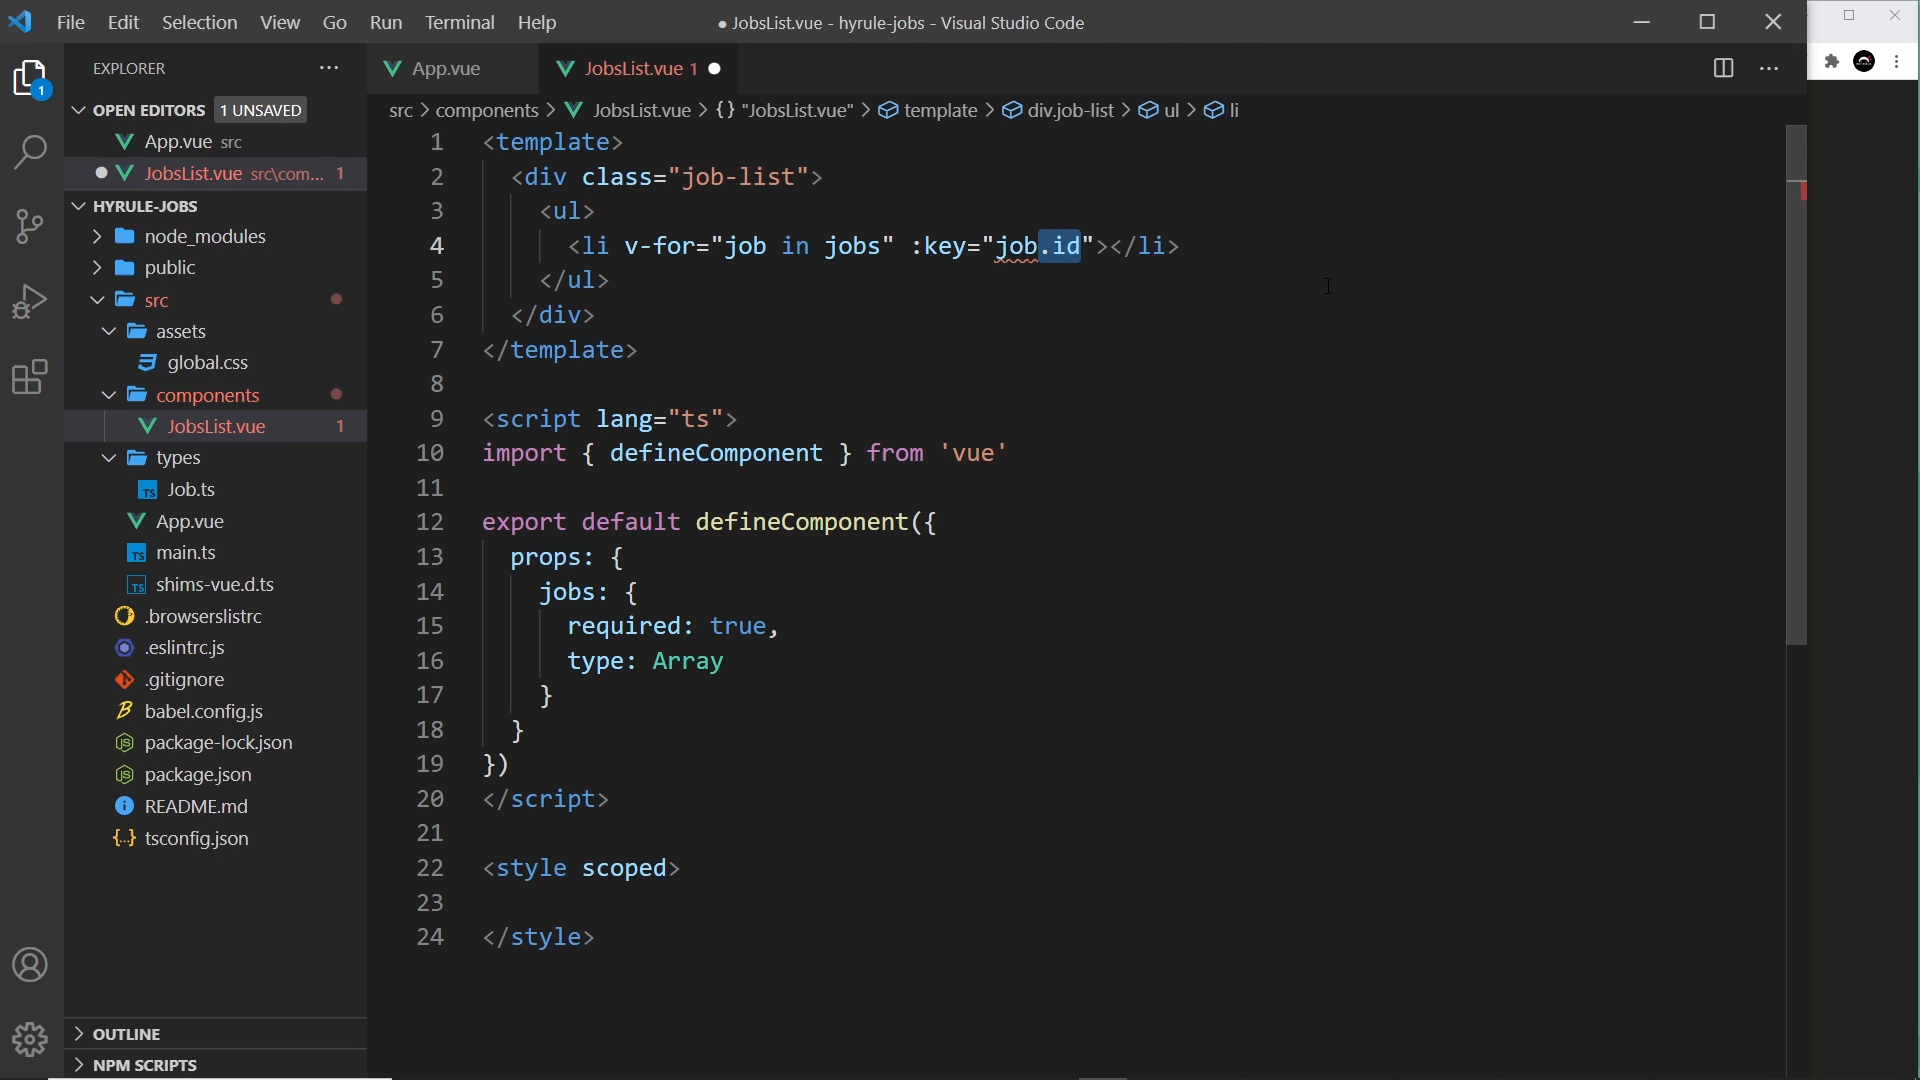 File Edit Selection View Go Run Terminal Help
● JobsList.vue - hyrule-jobs - Visual Studio Code
EXPLORER
App.vue
JobsList.vue 1
OPEN EDITORS 1 UNSAVED
src > components > JobsList.vue > {} "JobsList.vue" > template > div.job-list > ul > li
App.vue src
JobsList.vue src\com... 1
HYRULE-JOBS
node_modules
public
src
assets
global.css
components
JobsList.vue 1
types
Job.ts
App.vue
main.ts
shims-vue.d.ts
.browserslistrc
.eslintrc.js
.gitignore
babel.config.js
package-lock.json
package.json
README.md
tsconfig.json
OUTLINE
NPM SCRIPTS
1 <template>
2 <div class="job-list">
3 <ul>
4 <li v-for="job in jobs" :key="job.id"></li>
5 </ul>
6 </div>
7 </template>
8
9 <script lang="ts">
10 import { defineComponent } from 'vue'
11
12 export default defineComponent({
13 props: {
14 jobs: {
15 required: true,
16 type: Array
17 }
18 }
19 })
20 </script>
21
22 <style scoped>
23
24 </style>